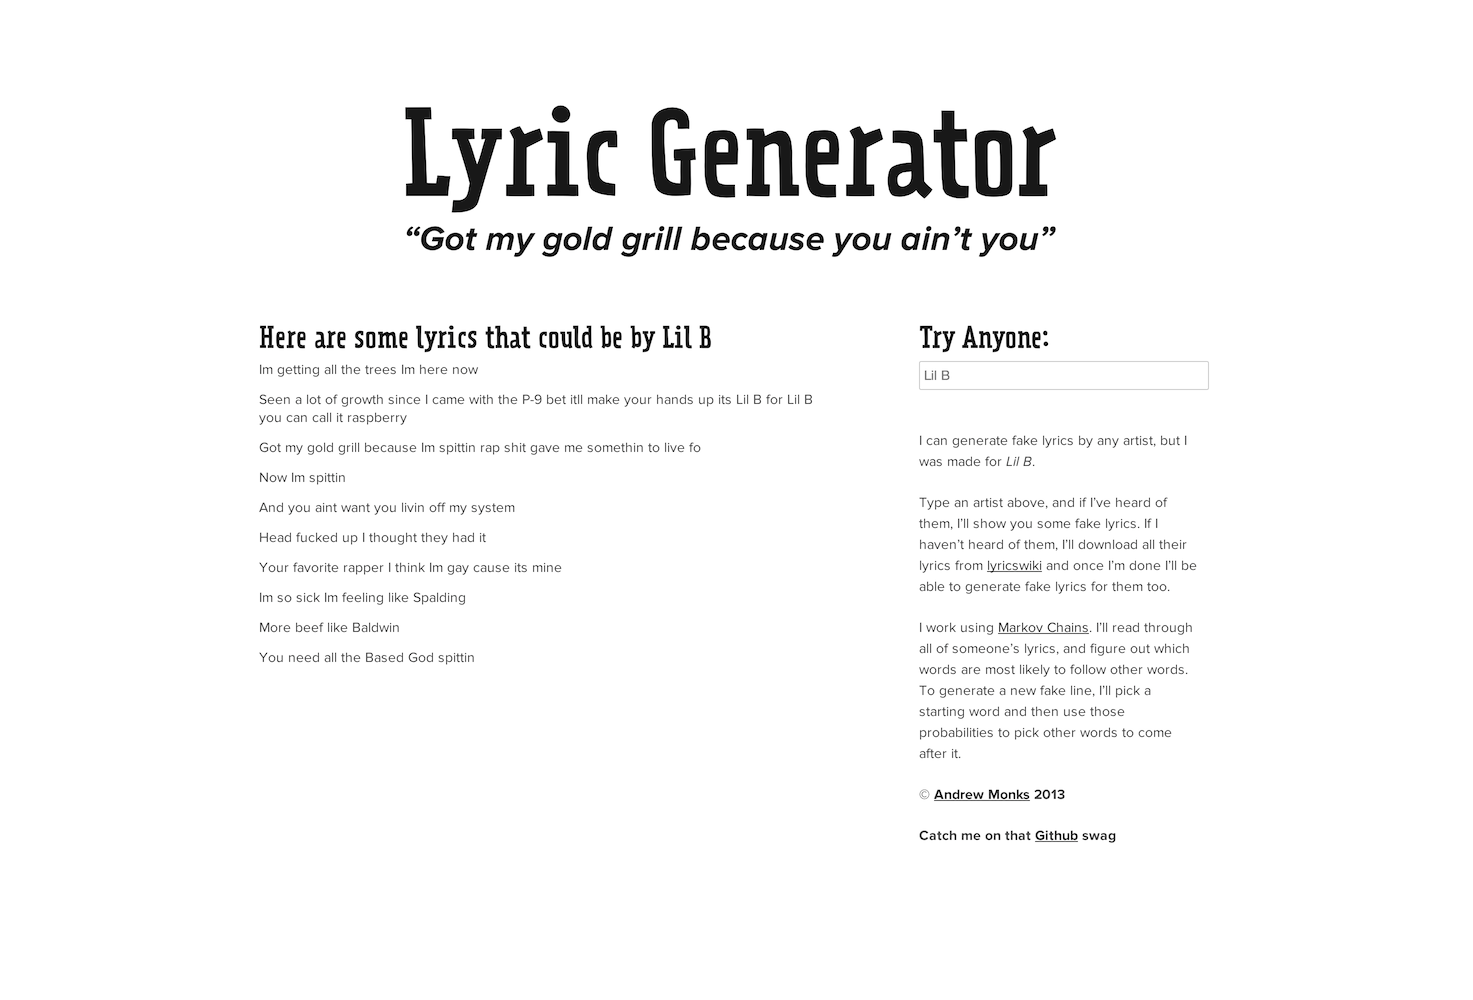 Lyric Generator
“Got my gold grill because you ain’t you”
Here are some lyrics that could be by Lil B
Im getting all the trees Im here now
Seen a lot of growth since I came with the P-9 bet itll make your hands up its Lil B for Lil B
you can call it raspberry
Got my gold grill because Im spittin rap shit gave me somethin to live fo
Now Im spittin
And you aint want you livin off my system
Head fucked up I thought they had it
Your favorite rapper I think Im gay cause its mine
Im so sick Im feeling like Spalding
More beef like Baldwin
You need all the Based God spittin
Try Anyone:
Lil B
I can generate fake lyrics by any artist, but I
was made for Lil B.
Type an artist above, and if I’ve heard of
them, I’ll show you some fake lyrics. If I
haven’t heard of them, I’ll download all their
lyrics from lyricswiki and once I’m done I’ll be
able to generate fake lyrics for them too.
I work using Markov Chains. I’ll read through
all of someone’s lyrics, and figure out which
words are most likely to follow other words.
To generate a new fake line, I’ll pick a
starting word and then use those
probabilities to pick other words to come
after it.
© Andrew Monks 2013
Catch me on that Github swag